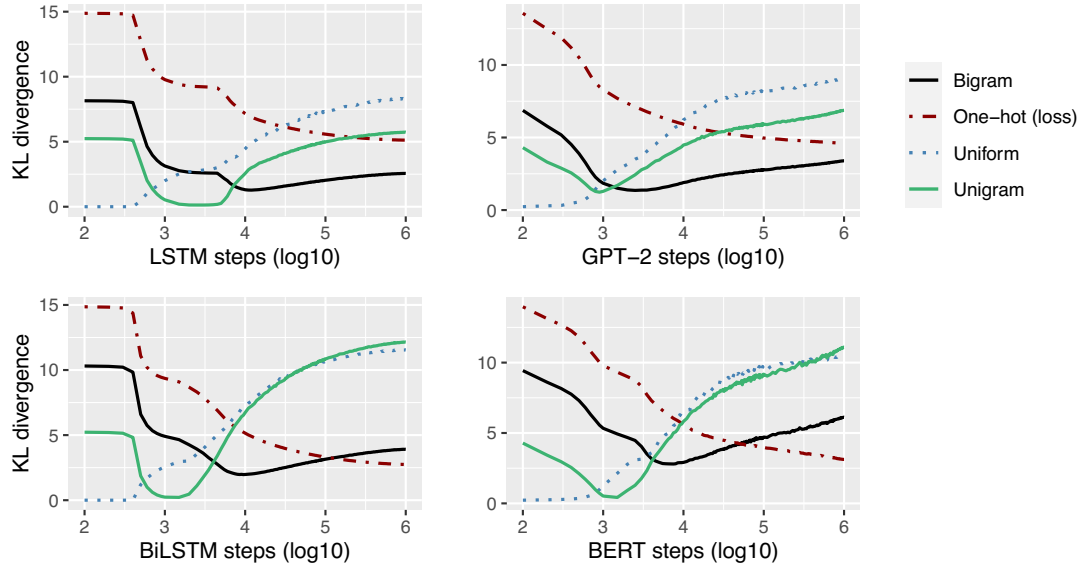 15
10
5
0
KL divergence
2 3 4 5 6
LSTM steps (log10)
10
5
0
2 3 4 5 6
GPT−2 steps (log10)
Bigram
One−hot (loss)
Uniform
Unigram
15
10
5
0
KL divergence
2 3 4 5 6
BiLSTM steps (log10)
10
5
0
2 3 4 5 6
BERT steps (log10)